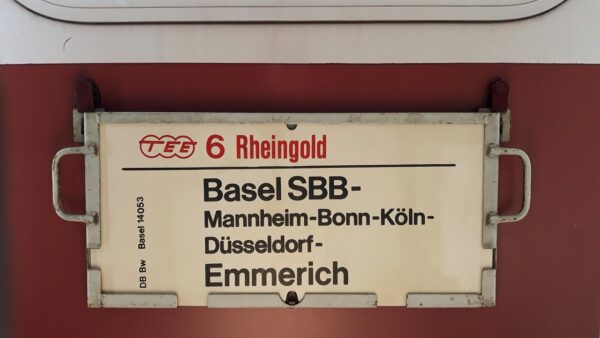 TEE 6 Rheingold
Basel SBB-
Mannheim-Bonn-Köln-
Düsseldorf-
Emmerich
DB Bw Basel 14053